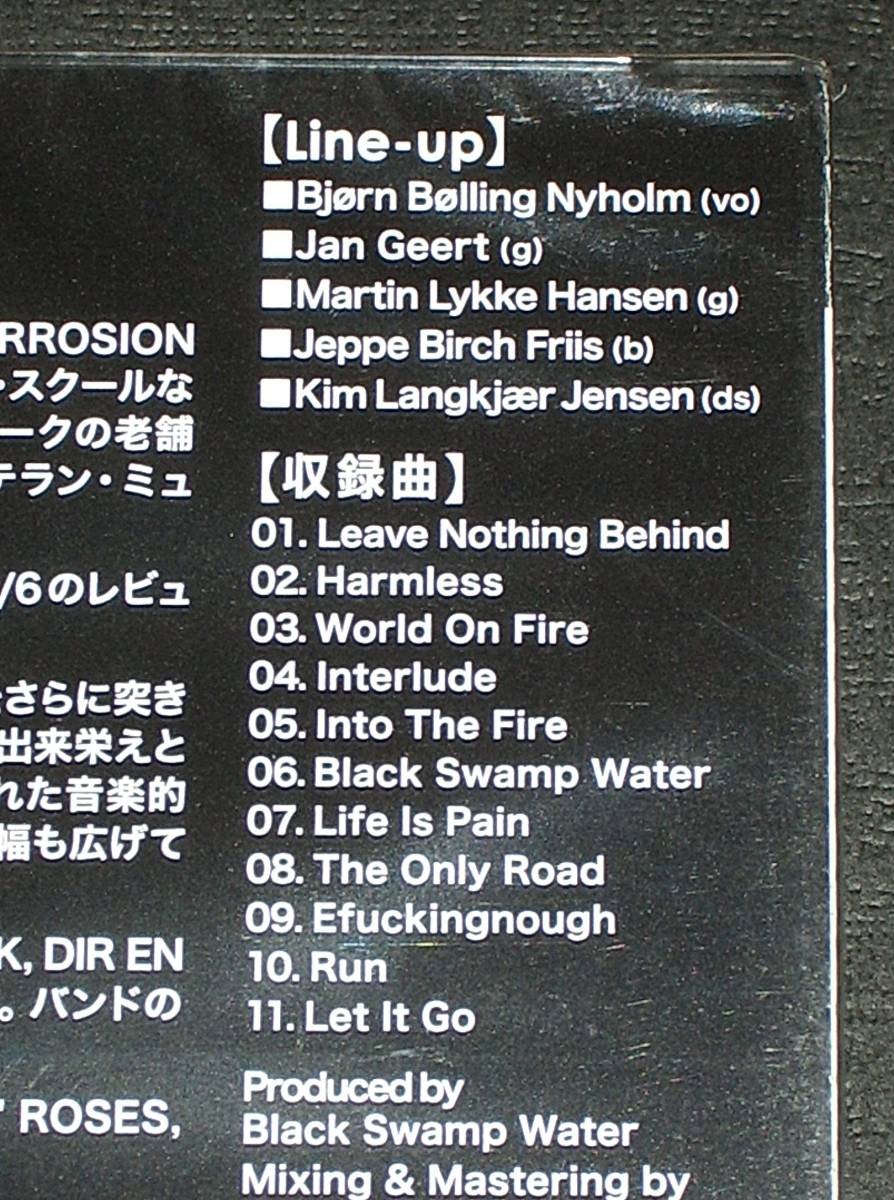 RROSION
・スクールな
ークの老舗
テラン・ミュ
/6のレビュ
さらに突き
出来栄えと
れた音楽的
幅も広げて
K, DIR EN
。バンドの
' ROSES,
【Line-up】
■Bjørn Bølling Nyholm (vo)
■Jan Geert (g)
■Martin Lykke Hansen (g)
■Jeppe Birch Friis (b)
■Kim Langkjær Jensen (ds)
【収録曲】
01. Leave Nothing Behind
02. Harmless
03. World On Fire
04. Interlude
05. Into The Fire
06. Black Swamp Water
07. Life Is Pain
08. The Only Road
09. Efuckingnough
10. Run
11. Let It Go
Produced by
Black Swamp Water
Mixing & Mastering by